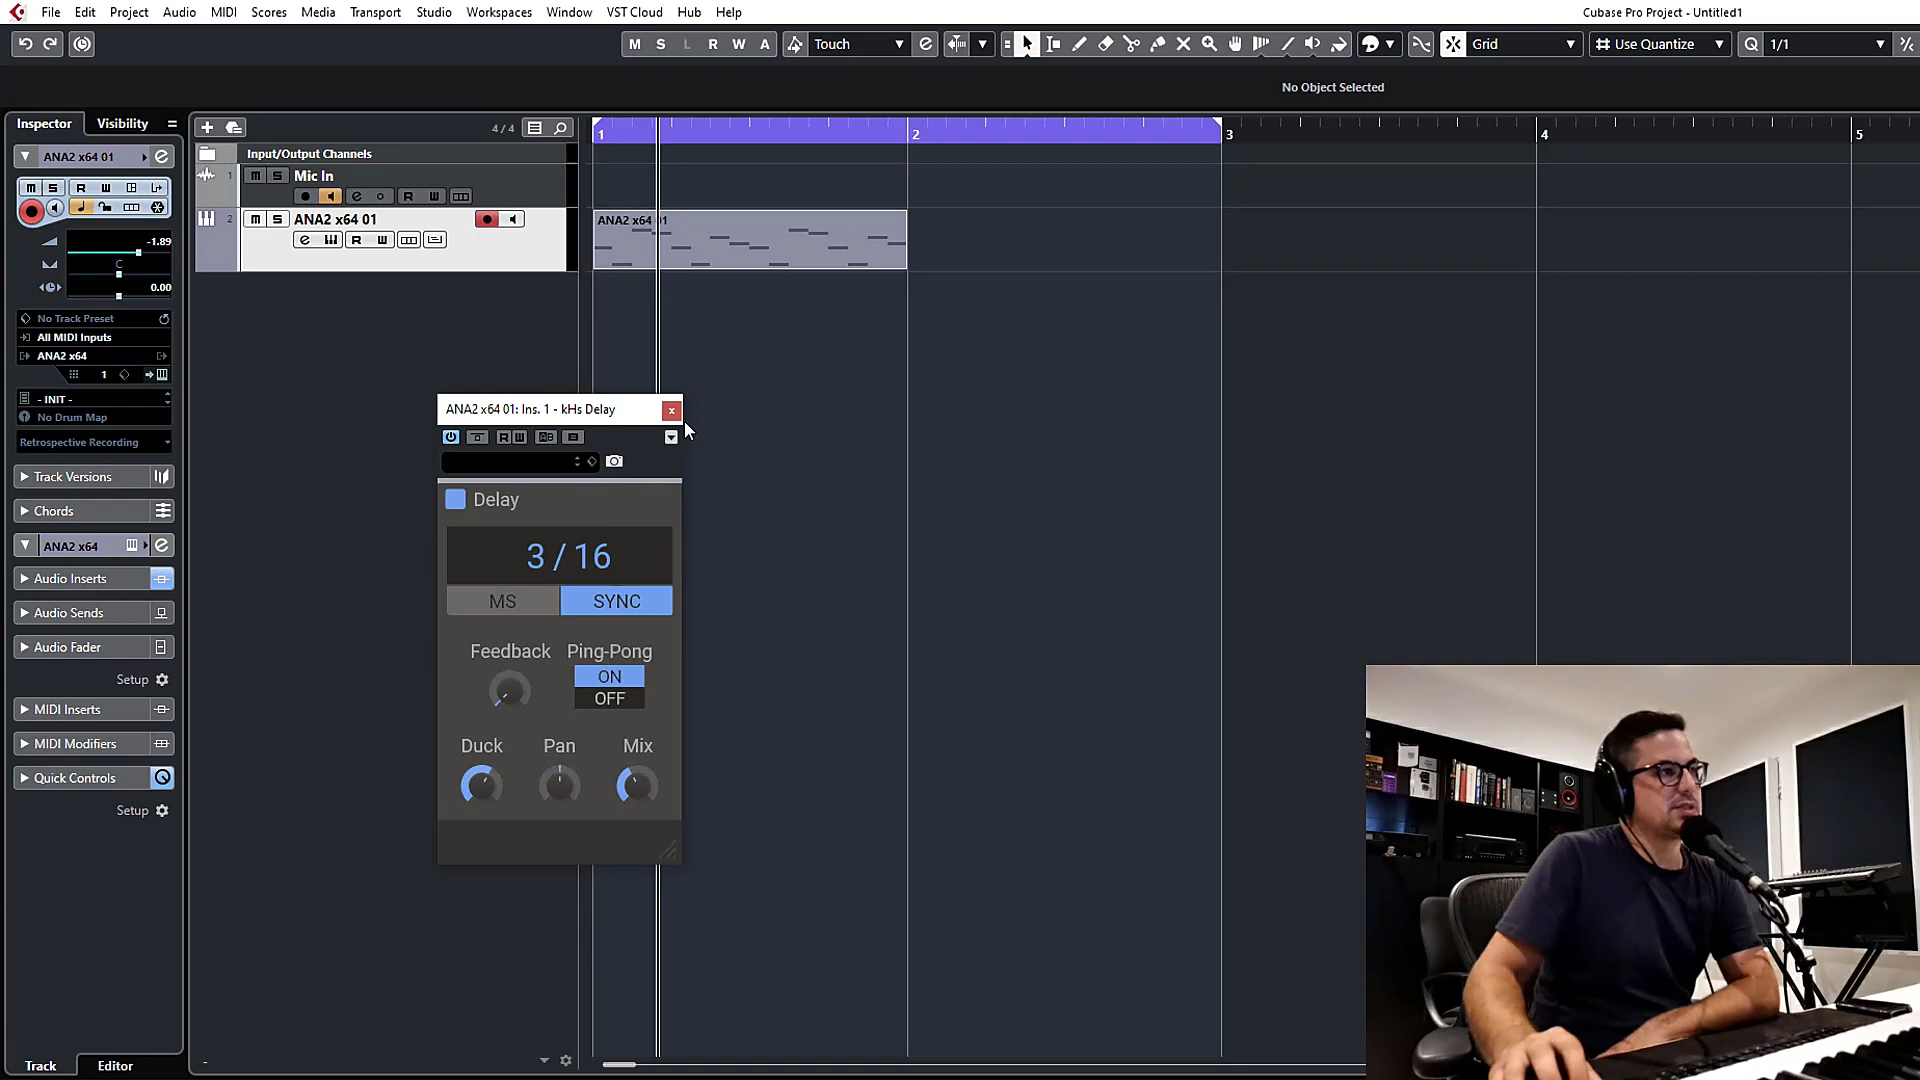 File Edit Project Audio MIDI Scores Media Transport Studio Workspaces Window VST Cloud Hub Help
Cubase Pro Project - Untitled1
M S L R W A
Touch
Grid
Use Quantize
Q 1/1
No Object Selected
Inspector Visibility
4 / 4
1 2 3 4 5
ANA2 x64 01
Input/Output Channels
1 m S Mic In
R W
m S R W
2 m S ANA2 x64 01
R W
ANA2 x64 01
-1.89
C
0.00
No Track Preset
All MIDI Inputs
ANA2 x64
1
- INIT -
No Drum Map
Retrospective Recording
Track Versions
Chords
ANA2 x64
Audio Inserts
Audio Sends
Audio Fader
Setup
MIDI Inserts
MIDI Modifiers
Quick Controls
Setup
Track Editor
ANA2 x64 01: Ins. 1 - kHs Delay
x
R W
AB
Delay
3 / 16
MS SYNC
Feedback Ping-Pong
ON
OFF
Duck Pan Mix